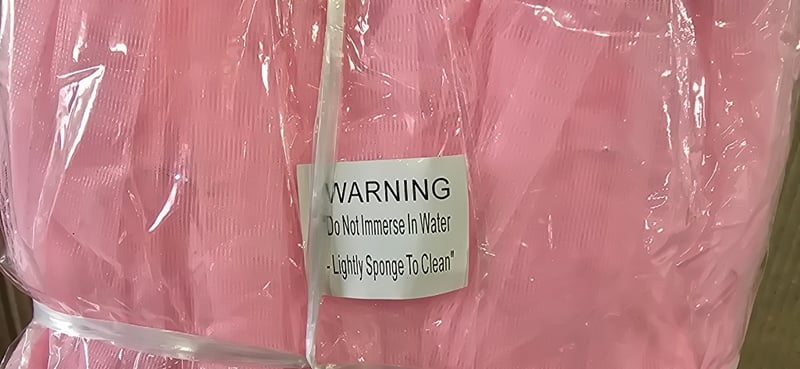 WARNING
"Do Not Immerse In Water
- Lightly Sponge To Clean"